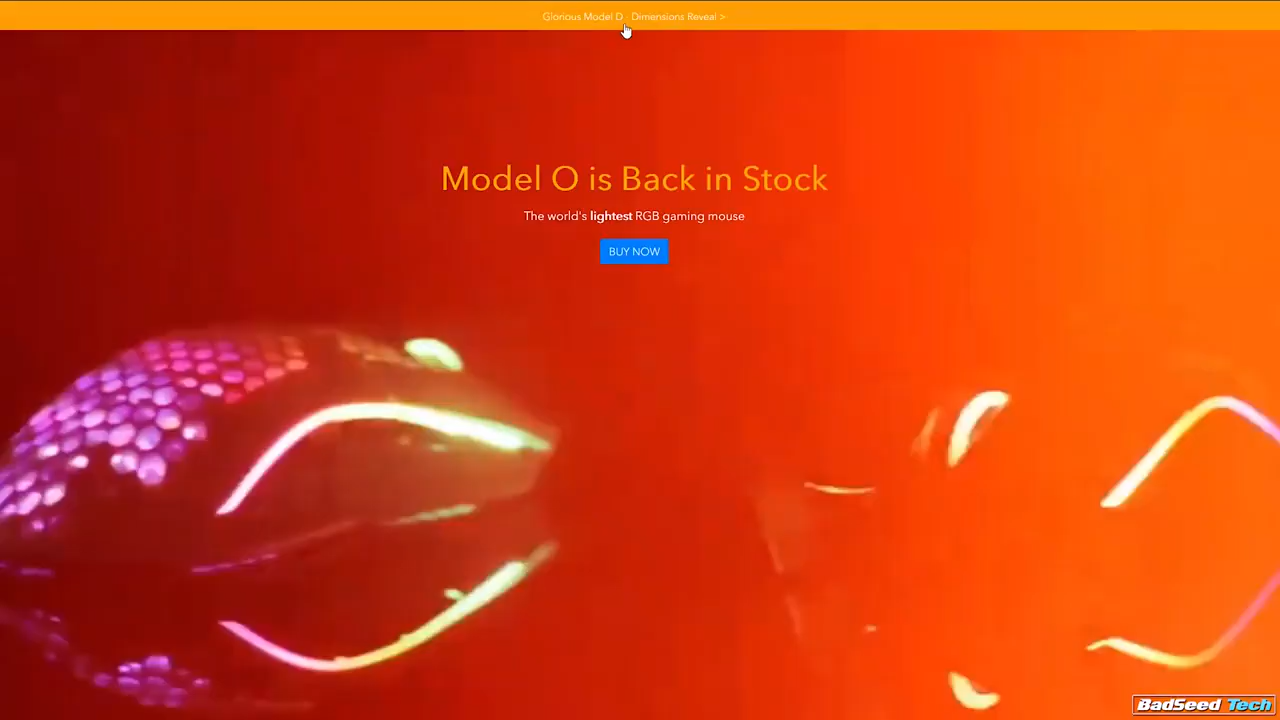 Glorious Model D - Dimensions Reveal >
Model O is Back in Stock
The world's lightest RGB gaming mouse
BUY NOW
BadSeed Tech